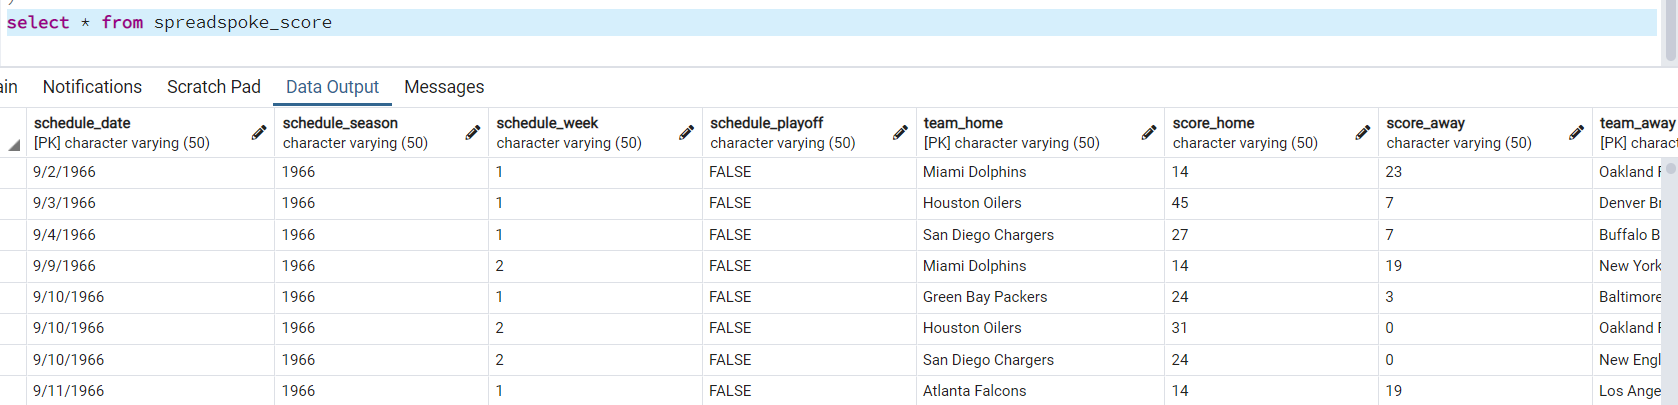 select * from spreadspoke_score
ain Notifications Scratch Pad Data Output Messages
schedule_date schedule_season schedule_week schedule_playoff team_home score_home score_away team_away
[PK] character varying (50) character varying (50) character varying (50) character varying (50) [PK] character varying (50) character varying (50) character varying (50) [PK] charact
9/2/1966 1966 1 FALSE Miami Dolphins 14 23 Oakland
9/3/1966 1966 1 FALSE Houston Oilers 45 7 Denver
9/4/1966 1966 1 FALSE San Diego Chargers 27 7 Buffalo B
9/9/1966 1966 2 FALSE Miami Dolphins 14 19 New York
9/10/1966 1966 1 FALSE Green Bay Packers 24 3 Baltimore
9/10/1966 1966 2 FALSE Houston Oilers 31 0 Oakland
9/10/1966 1966 2 FALSE San Diego Chargers 24 0 New Engl
9/11/1966 1966 1 FALSE Atlanta Falcons 14 19 Los Ange